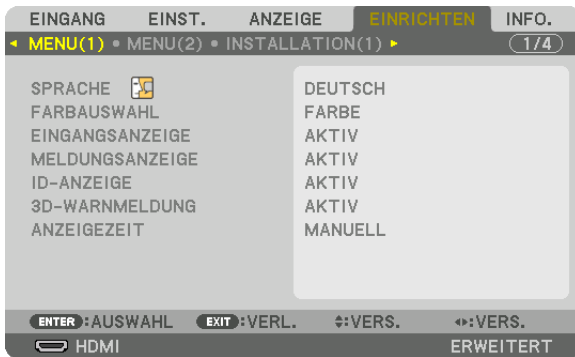 EINGANG EINST. ANZEIGE EINRICHTEN INFO.
MENU(1) • MENU(2) • INSTALLATION(1) 1/4
SPRACHE DEUTSCH
FARBAUSWAHL FARBE
EINGANGSANZEIGE AKTIV
MELDUNGSANZEIGE AKTIV
ID-ANZEIGE AKTIV
3D-WARNMELDUNG AKTIV
ANZEIGEZEIT MANUELL
ENTER:AUSWAHL EXIT:VERL. :VERS. :VERS.
HDMI ERWEITERT